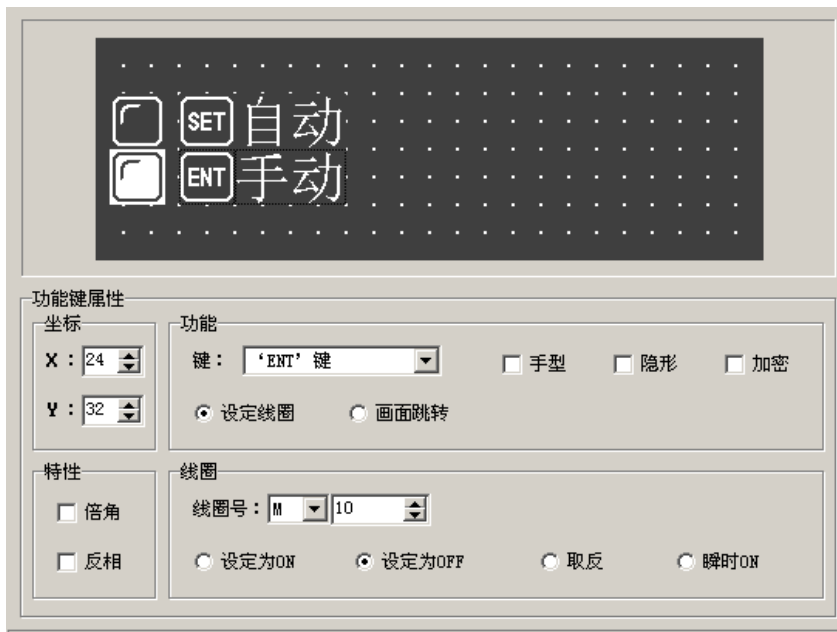 SET 自动
ENT 手动
功能键属性
坐标
X：24
Y：32
功能
键： ‘ENT’键
手型
隐形
加密
设定线圈
画面跳转
特性
倍角
反相
线圈
线圈号：M 10
设定为ON
设定为OFF
取反
瞬时ON